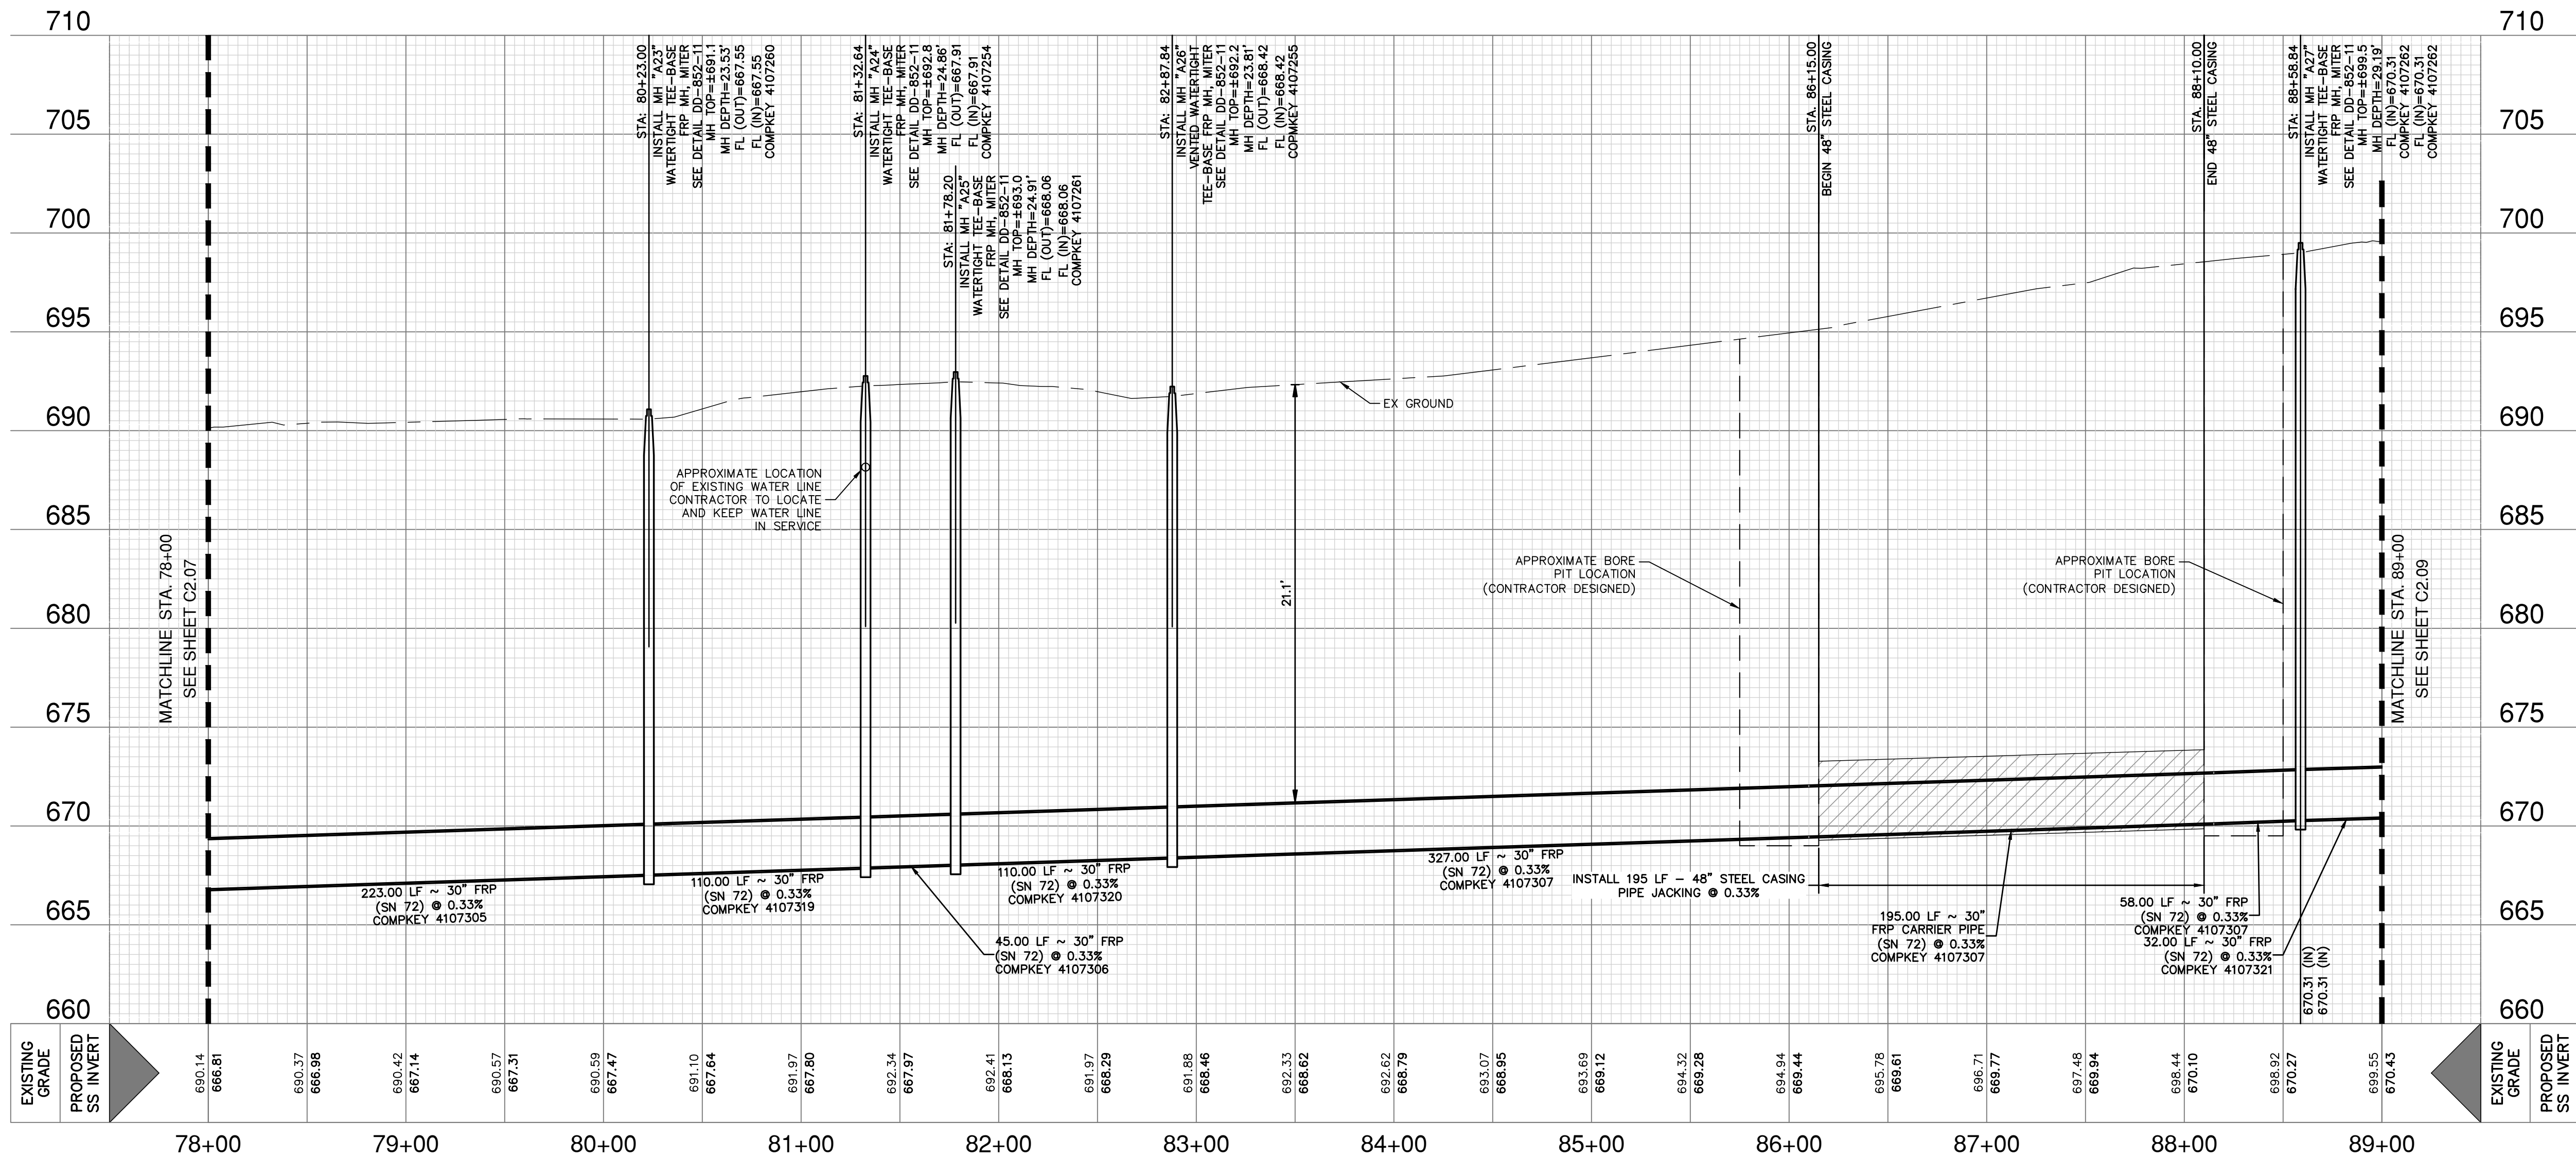 710
705
700
695
690
685
680
675
670
665
660
710
705
700
695
690
685
680
675
670
665
660
MATCHLINE STA. 78+00
SEE SHEET C2.07
STA: 80+23.00
INSTALL MH "A23"
WATERTIGHT TEE-BASE
FRP MH, MITER
SEE DETAIL DD-852-11
MH TOP=±691.1
MH DEPTH=23.53'
FL (OUT)=667.55
FL (IN)=667.55
COMPKEY 4107260
STA: 81+32.64
INSTALL MH "A24"
WATERTIGHT TEE-BASE
FRP MH, MITER
SEE DETAIL DD-852-11
MH TOP=±692.8
MH DEPTH=24.86'
FL (OUT)=667.91
FL (IN)=667.91
COMPKEY 4107254
STA: 81+78.20
INSTALL MH "A25"
WATERTIGHT TEE-BASE
FRP MH, MITER
SEE DETAIL DD-852-11
MH TOP=±693.0
MH DEPTH=24.91'
FL (OUT)=668.06
FL (IN)=668.06
COMPKEY 4107261
STA: 82+87.84
INSTALL MH "A26"
VENTED WATERTIGHT
TEE-BASE FRP MH, MITER
SEE DETAIL DD-852-11
MH TOP=±692.2
MH DEPTH=23.81'
FL (OUT)=668.42
FL (IN)=668.42
COPMKEY 4107255
STA. 86+15.00
BEGIN 48" STEEL CASING
STA. 88+10.00
END 48" STEEL CASING
STA: 88+58.84
INSTALL MH "A27"
WATERTIGHT TEE-BASE
FRP MH, MITER
SEE DETAIL DD-852-11
MH TOP=±699.5
MH DEPTH=29.19'
FL (IN)=670.31
COMPKEY 4107262
FL (IN)=670.31
COMPKEY 4107262
EX GROUND
APPROXIMATE LOCATION
OF EXISTING WATER LINE
CONTRACTOR TO LOCATE
AND KEEP WATER LINE
IN SERVICE
21.1'
APPROXIMATE BORE
PIT LOCATION
(CONTRACTOR DESIGNED)
APPROXIMATE BORE
PIT LOCATION
(CONTRACTOR DESIGNED)
MATCHLINE STA. 89+00
SEE SHEET C2.09
223.00 LF ~ 30" FRP
(SN 72) @ 0.33%
COMPKEY 4107305
110.00 LF ~ 30" FRP
(SN 72) @ 0.33%
COMPKEY 4107319
45.00 LF ~ 30" FRP
(SN 72) @ 0.33%
COMPKEY 4107306
110.00 LF ~ 30" FRP
(SN 72) @ 0.33%
COMPKEY 4107320
327.00 LF ~ 30" FRP
(SN 72) @ 0.33%
COMPKEY 4107307
INSTALL 195 LF - 48" STEEL CASING
PIPE JACKING @ 0.33%
195.00 LF ~ 30"
FRP CARRIER PIPE
(SN 72) @ 0.33%
COMPKEY 4107307
58.00 LF ~ 30" FRP
(SN 72) @ 0.33%
COMPKEY 4107307
32.00 LF ~ 30" FRP
(SN 72) @ 0.33%
COMPKEY 4107321
670.31 (IN)
670.31 (IN)
EXISTING
GRADE
PROPOSED
SS INVERT
690.14
666.81
690.37
666.98
690.42
667.14
690.57
667.31
690.59
667.47
691.10
667.64
691.97
667.80
692.34
667.97
692.41
668.13
691.97
668.29
691.88
668.46
692.33
668.62
692.62
668.79
693.07
668.95
693.69
669.12
694.32
669.28
694.94
669.44
695.78
669.61
696.71
669.77
697.48
669.94
698.44
670.10
698.92
670.27
699.55
670.43
EXISTING
GRADE
PROPOSED
SS INVERT
78+00
79+00
80+00
81+00
82+00
83+00
84+00
85+00
86+00
87+00
88+00
89+00